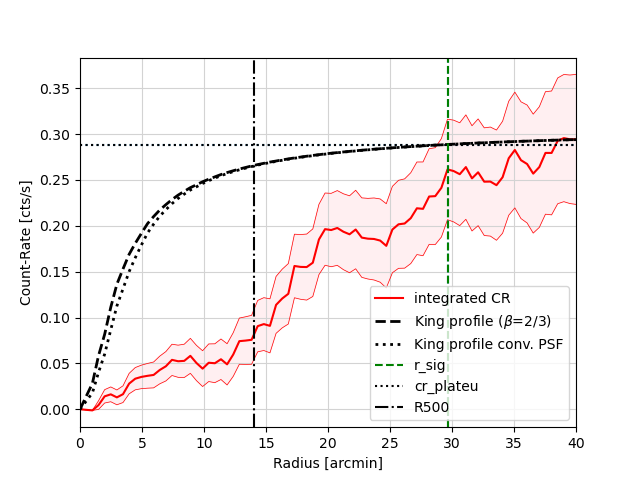 0.35
0.30
0.25
0.20
0.15
0.10
0.05
0.00
Count-Rate [cts/s]
integrated CR
King profile (β=2/3)
King profile conv. PSF
r_sig
cr_plateu
R500
0 5 10 15 20 25 30 35 40
Radius [arcmin]